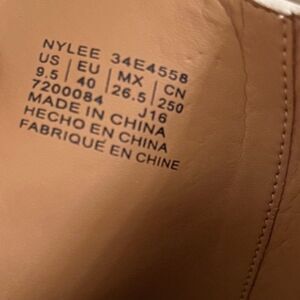 NYLEE 34E4558
US | EU | MX | CN
9.5 | 40 | 26.5 | 250
7200084 J16
MADE IN CHINA
HECHO EN CHINA
FABRIQUÉ EN CHINE